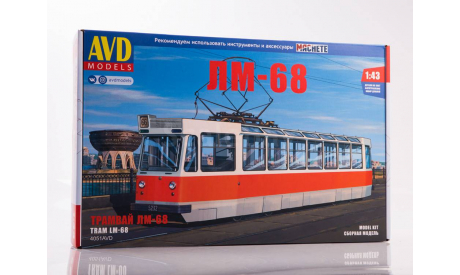 Рекомендуем использовать инструменты и аксессуары MACHETE
AVD
MODELS
avdmodels
ЛМ-68
1:43
ТРАМВАЙ ЛМ-68
TRAM LM-68
4051AVD
MODEL KIT
СБОРНАЯ МОДЕЛЬ